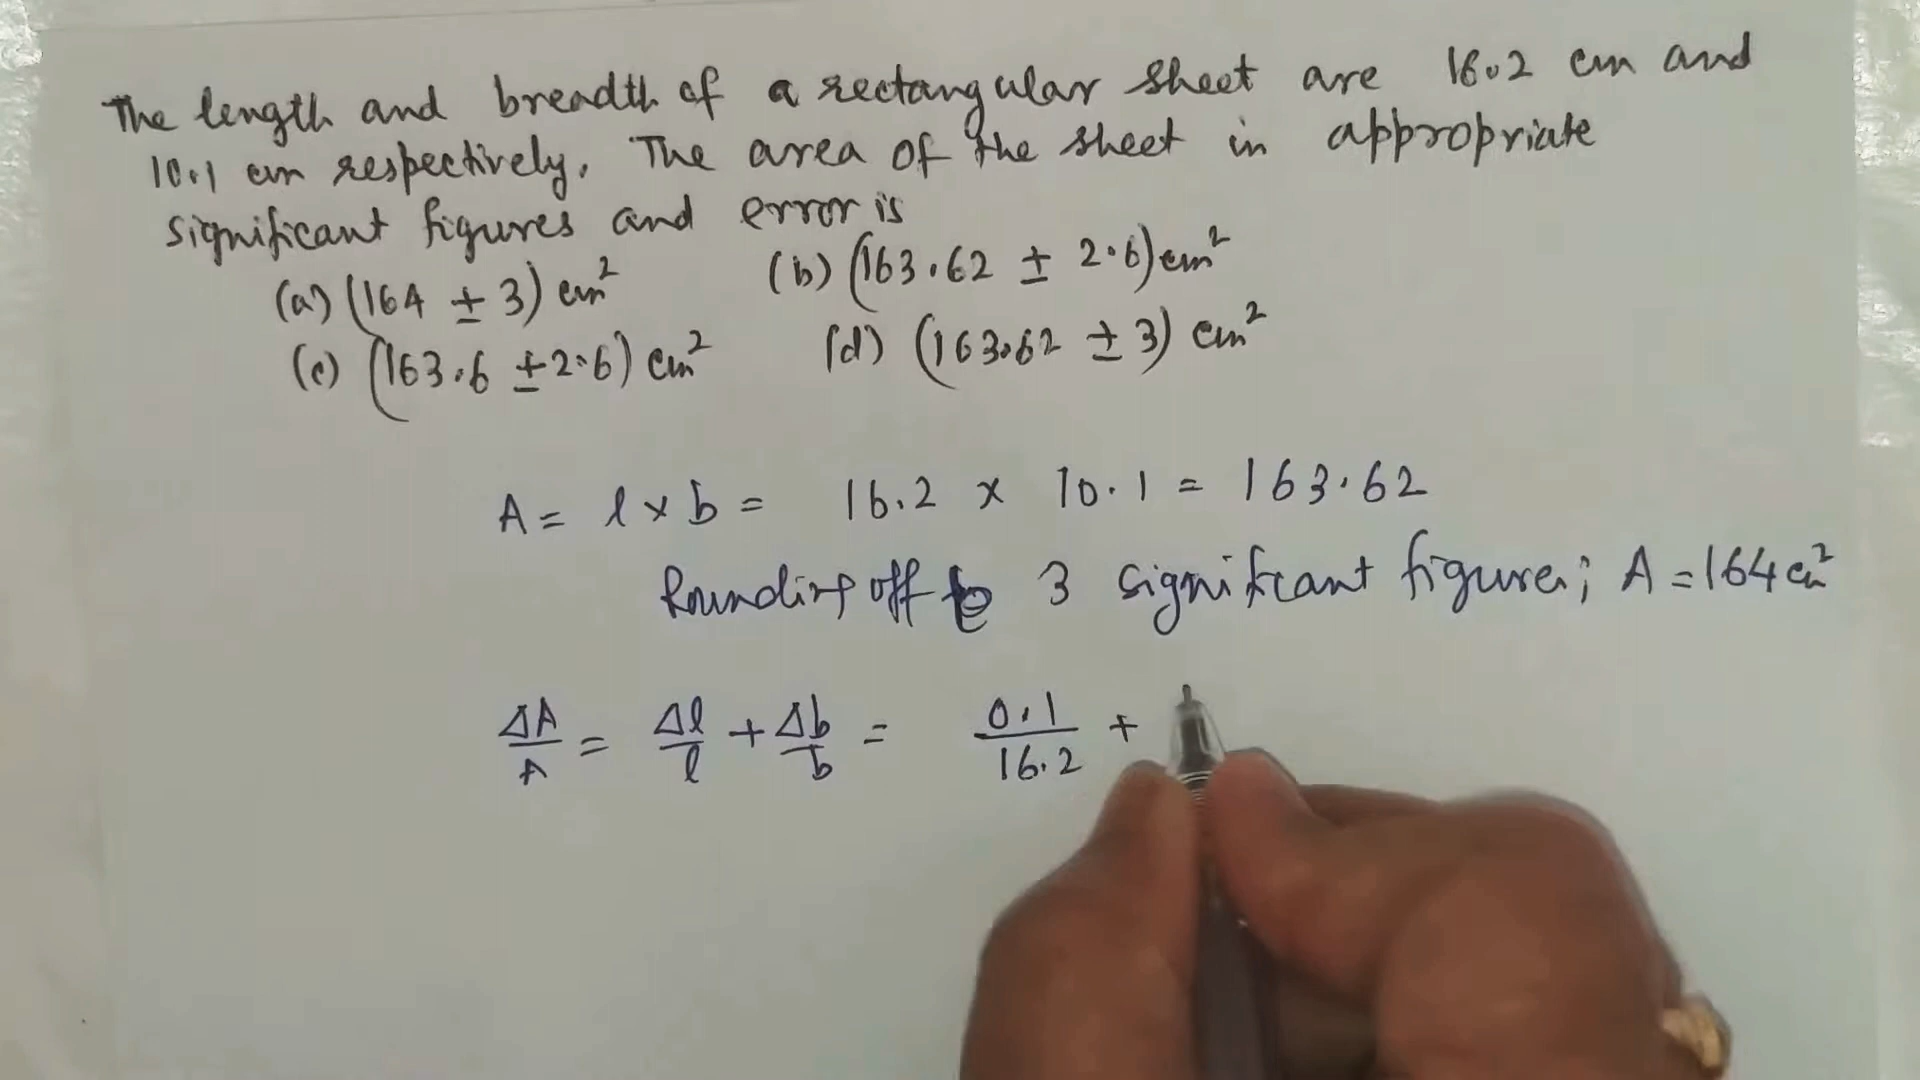 The length and breadth of a rectangular sheet are 16.2 cm and
10.1 cm respectively. The area of the sheet in appropriate
significant figures and error is
(a) (164 ± 3) cm² (b) (163.62 ± 2.6) cm²
(c) (163.6 ± 2.6) cm² (d) (163.62 ± 3) cm²
A = l × b = 16.2 × 10.1 = 163.62
Rounding off to 3 significant figures; A = 164 cm²
ΔA/A = Δl/l + Δb/b = 0.1/16.2 +